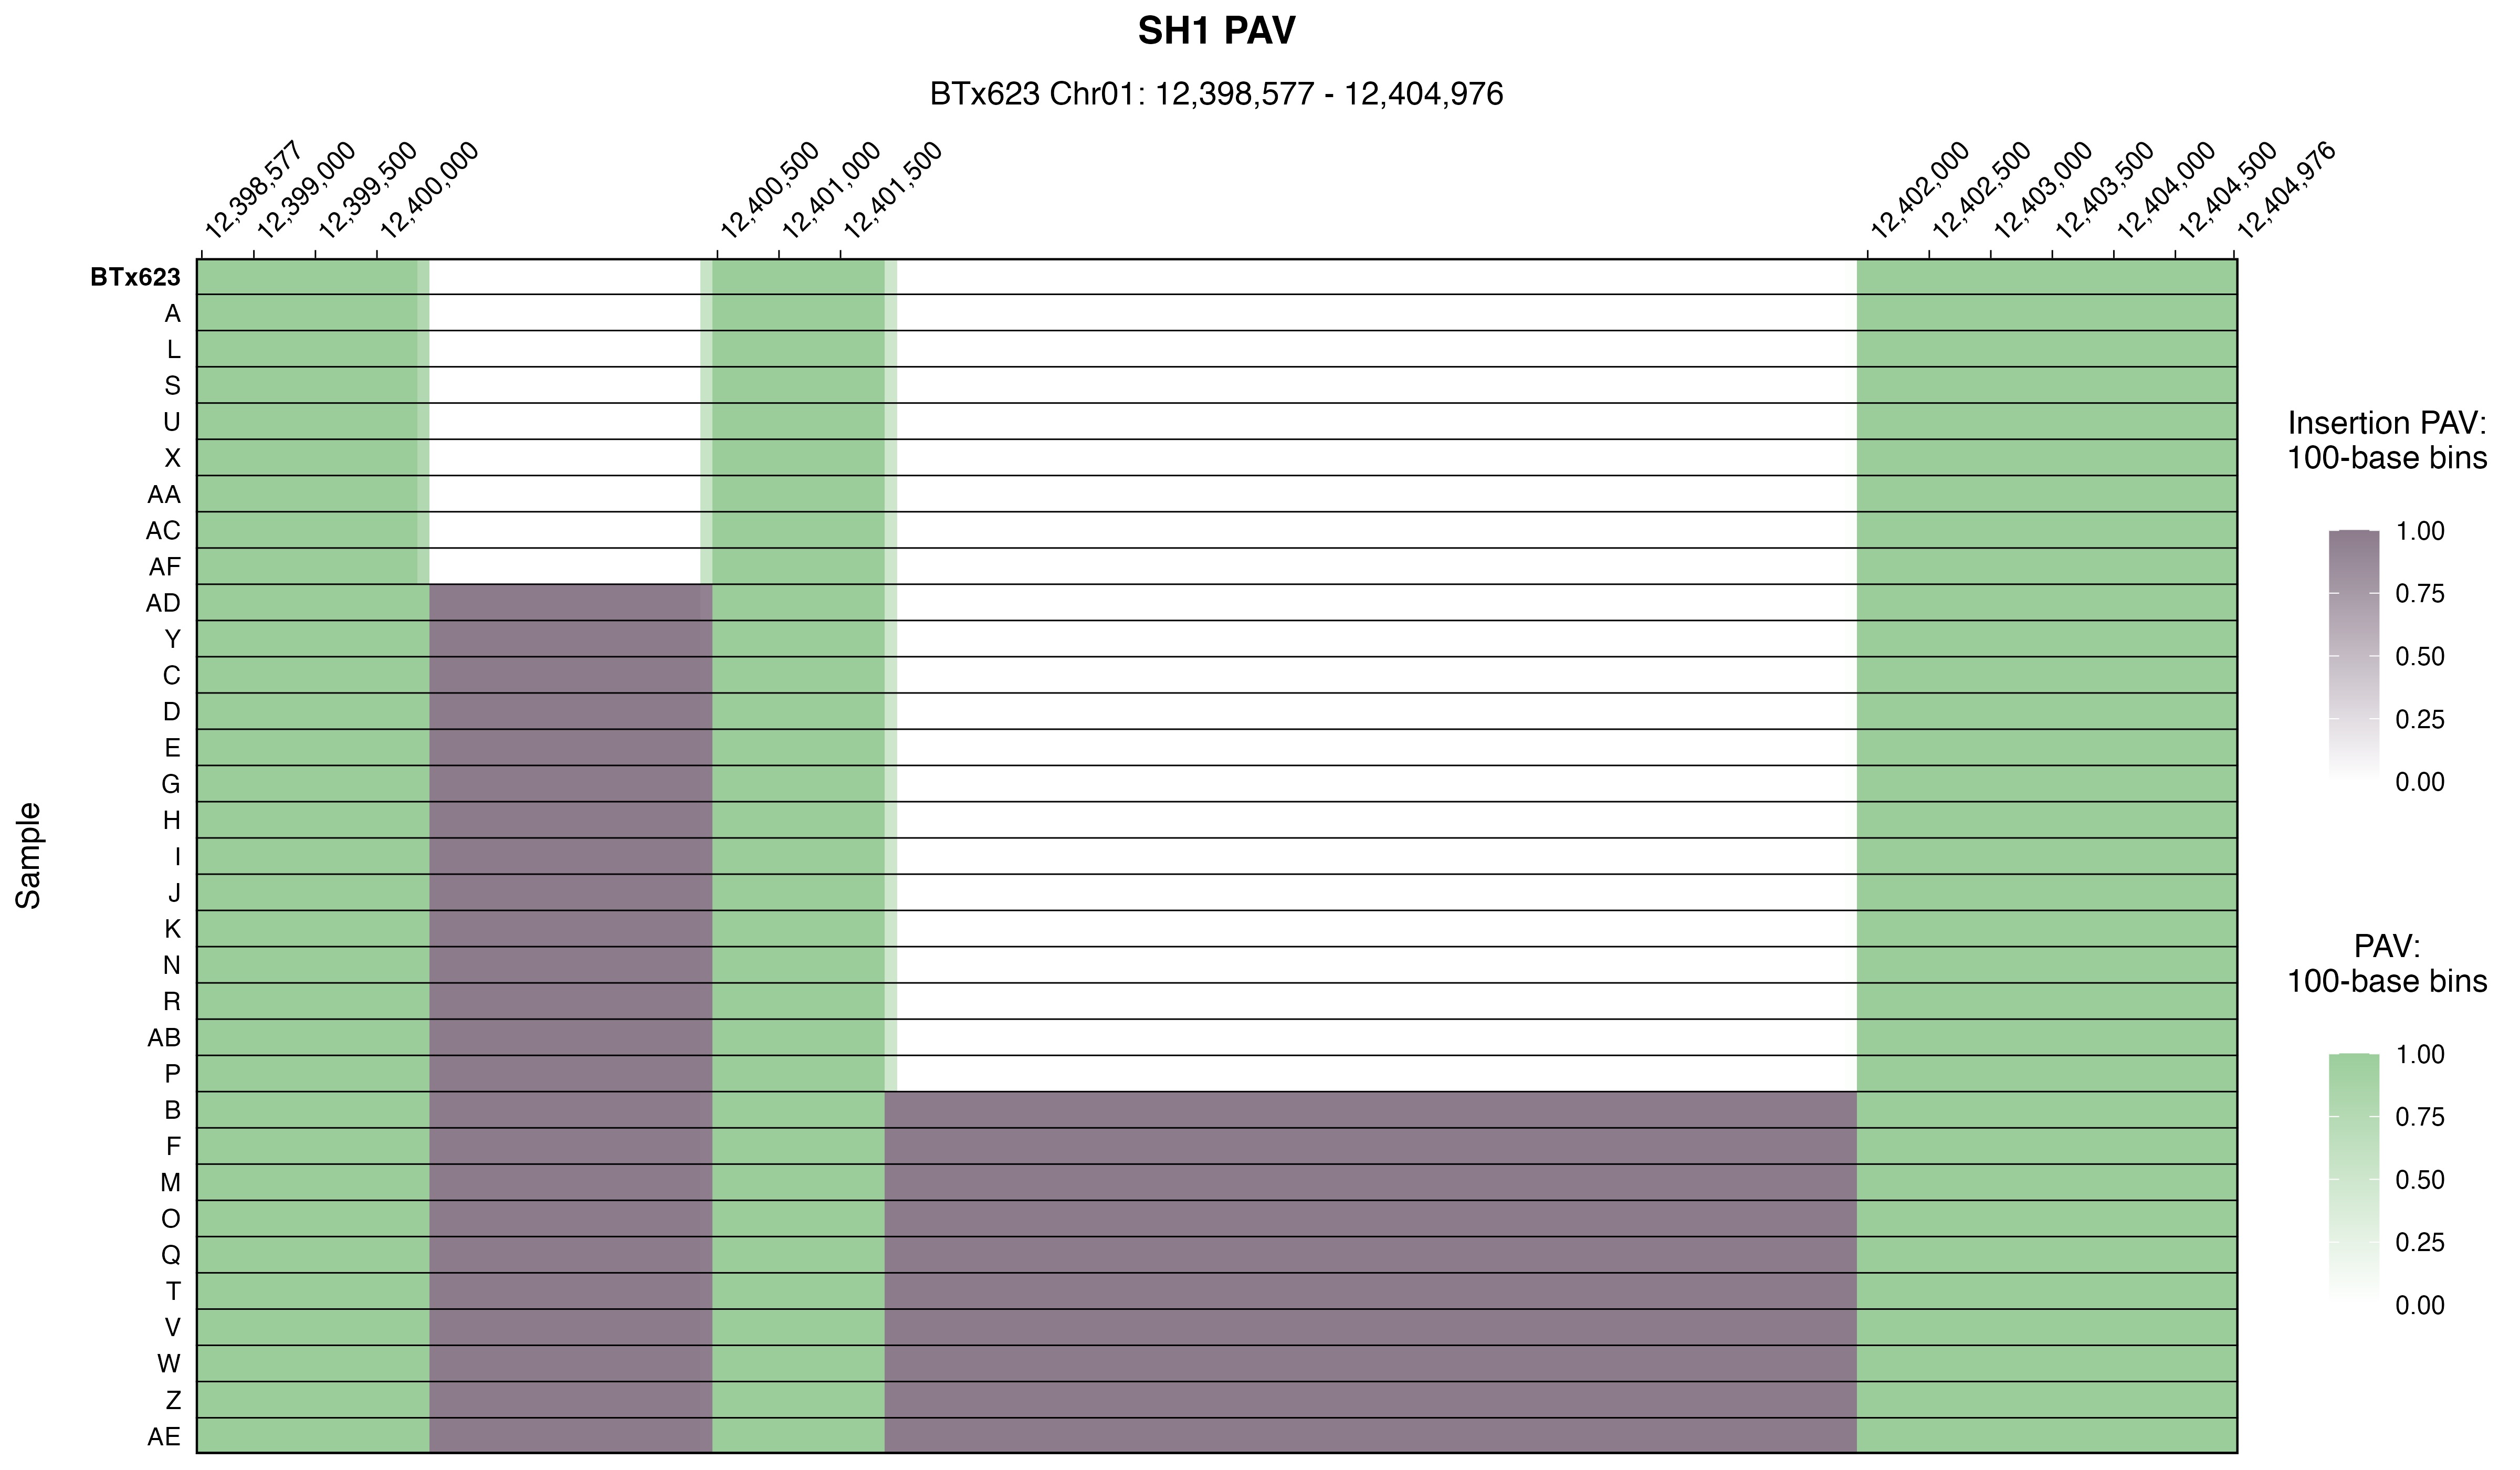 SH1 PAV
BTx623 Chr01: 12,398,577 - 12,404,976
12,398,577
12,399,000
12,399,500
12,400,000
12,400,500
12,401,000
12,401,500
12,402,000
12,402,500
12,403,000
12,403,500
12,404,000
12,404,500
12,404,976
Sample
BTx623
A
L
S
U
X
AA
AC
AF
AD
Y
C
D
E
G
H
I
J
K
N
R
AB
P
B
F
M
O
Q
T
V
W
Z
AE
Insertion PAV:
100-base bins
1.00
0.75
0.50
0.25
0.00
PAV:
100-base bins
1.00
0.75
0.50
0.25
0.00